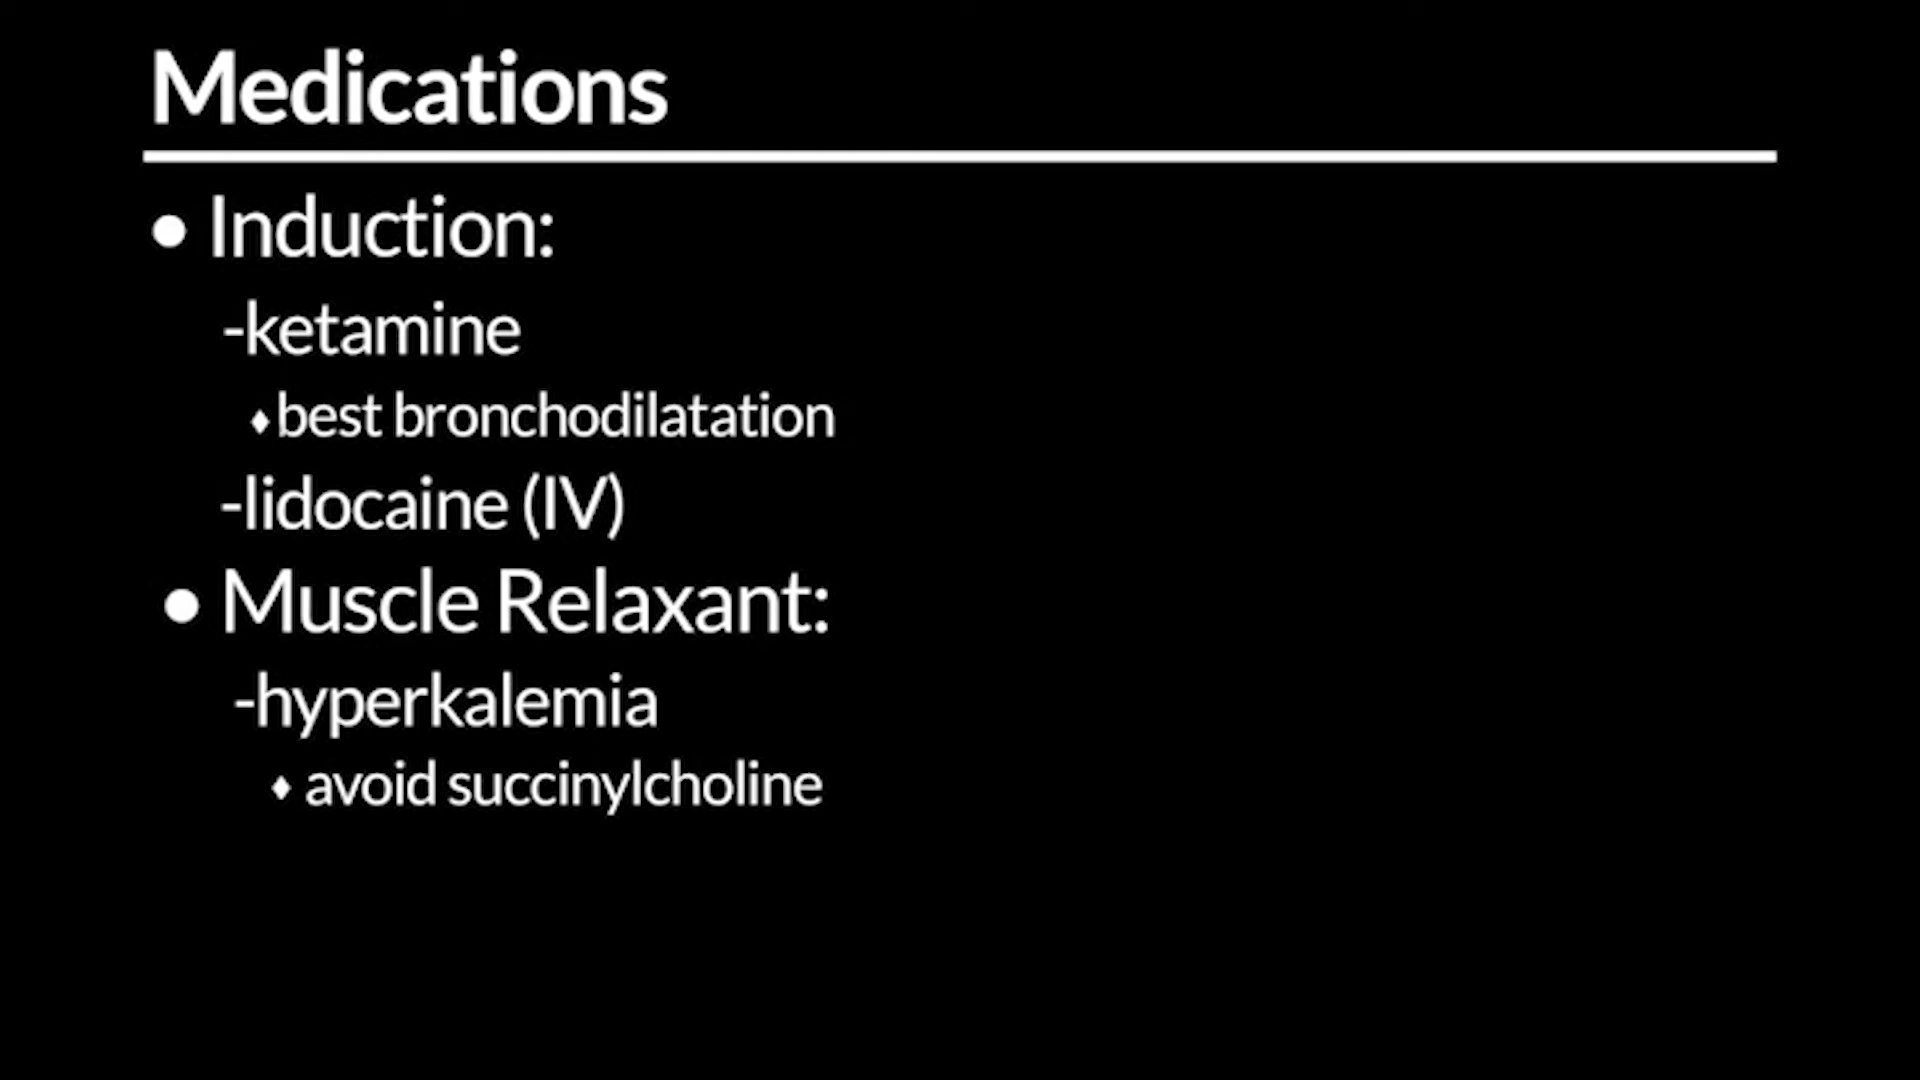 Medications
• Induction:
-ketamine
♦best bronchodilatation
-lidocaine (IV)
• Muscle Relaxant:
-hyperkalemia
♦ avoid succinylcholine